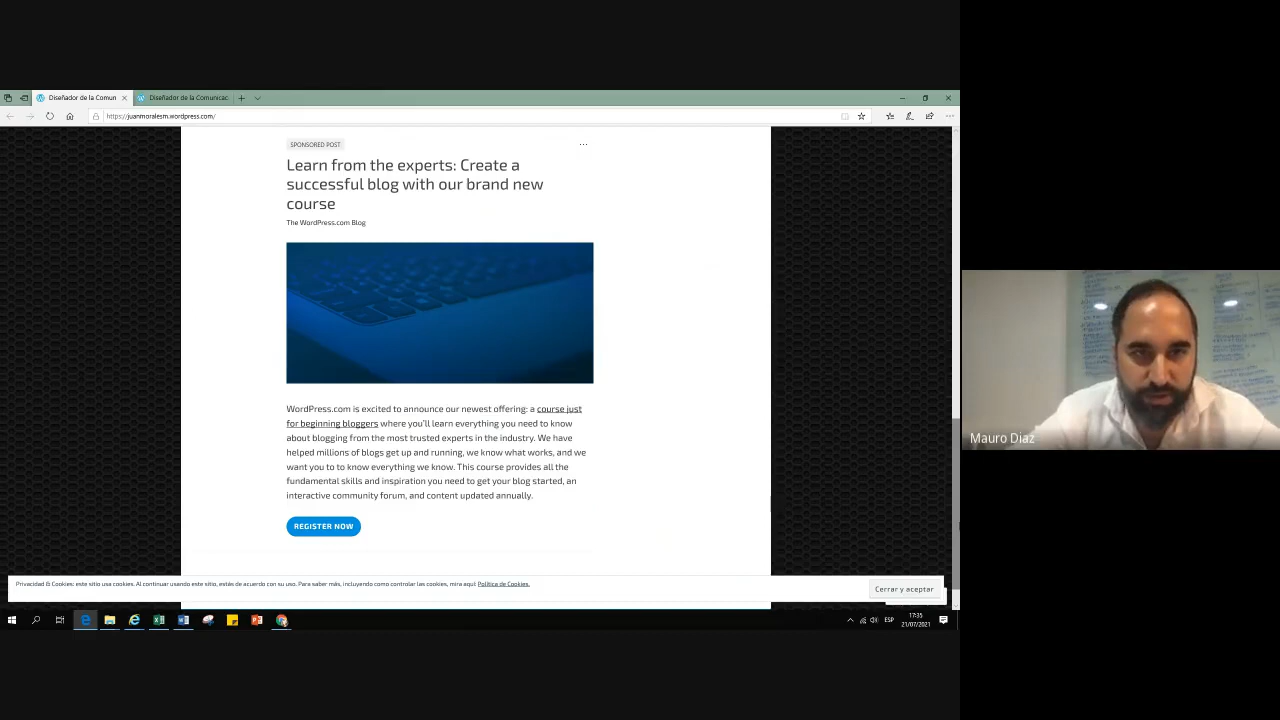 Diseñador de la Comun
Diseñador de la Comunicac
https://juanmoralesm.wordpress.com/
SPONSORED POST
...
Learn from the experts: Create a
successful blog with our brand new
course
The WordPress.com Blog
WordPress.com is excited to announce our newest offering: a course just
for beginning bloggers where you'll learn everything you need to know
about blogging from the most trusted experts in the industry. We have
helped millions of blogs get up and running, we know what works, and we
want you to to know everything we know. This course provides all the
fundamental skills and inspiration you need to get your blog started, an
interactive community forum, and content updated annually.
REGISTER NOW
Privacidad & Cookies: este sitio usa cookies. Al continuar usando este sitio, estás de acuerdo con su uso. Para saber más, incluyendo como controlar las cookies, mira aquí: Política de Cookies.
Cerrar y aceptar
ESP
17:35
21/07/2021
Mauro Diaz